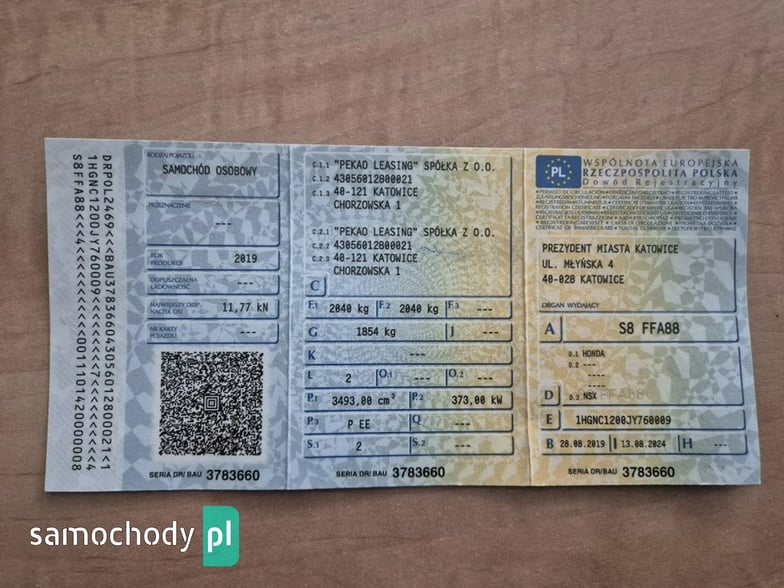 DRPOL2469<<<BAU378366043056012800021<1
1HGNC1200JY760009<<<<<<<<7<<<<<<<<<<4
S8FFA88<<<4<<<<<<<<<0011101420000008
RODZAJ POJAZDU
SAMOCHÓD OSOBOWY
PRZEZNACZENIE
---
ROK PRODUKCJI 2019
DOPUSZCZALNA ŁADOWNOŚĆ ---
NAJWIĘKSZY DOP. NACISK OSI 11,77 kN
NR KARTY POJAZDU ---
SERIA DR/BAU 3783660
C.1.1 "PEKAO LEASING" SPÓŁKA Z O.O.
C.1.2 43056012800021
C.1.3 40-121 KATOWICE
CHORZOWSKA 1
C.2.1 "PEKAO LEASING" SPÓŁKA Z O.O.
C.2.2 43056012800021
C.2.3 40-121 KATOWICE
CHORZOWSKA 1
C
F.1 2040 kg F.2 2040 kg F.3 ---
G 1854 kg J ---
K ---
L 2 O.1 --- O.2 ---
P.1 3493,00 cm³ P.2 373,00 kW
P.3 P EE Q ---
S.1 2 S.2 ---
SERIA DR/BAU 3783660
PL
WSPÓLNOTA EUROPEJSKA
RZECZPOSPOLITA POLSKA
Dowód Rejestracyjny
PREZYDENT MIASTA KATOWICE
UL. MŁYŃSKA 4
40-028 KATOWICE
ORGAN WYDAJĄCY
A S8 FFA88
D.1 HONDA
D.2 ---
----
----
D D.3 NSX
E 1HGNC1200JY760009
B 28.08.2019 I 13.08.2024 H ---
SERIA DR/BAU 3783660
samochody pl